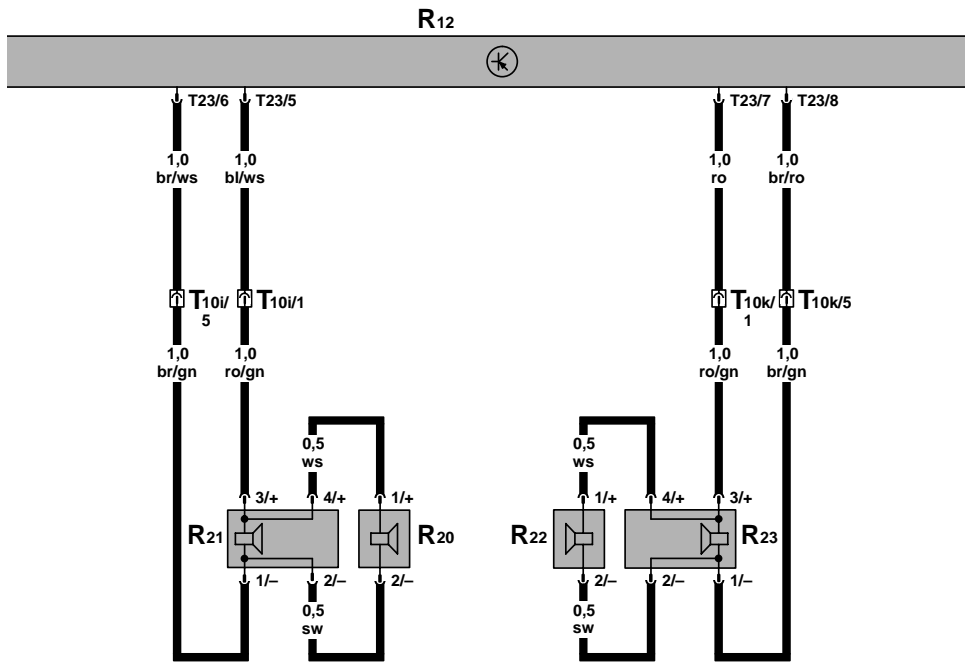 R12
T23/6 T23/5 T23/7 T23/8
1,0 1,0 1,0 1,0
br/ws bl/ws ro br/ro
T10i/ T10i/1 T10k/ T10k/5
5 1
1,0 1,0 1,0 1,0
br/gn ro/gn ro/gn br/gn
0,5 0,5
ws ws
3/+ 4/+ 1/+ 1/+ 4/+ 3/+
R21 R20 R22 R23
1/– 2/– 2/– 2/– 2/– 1/–
0,5 0,5
sw sw